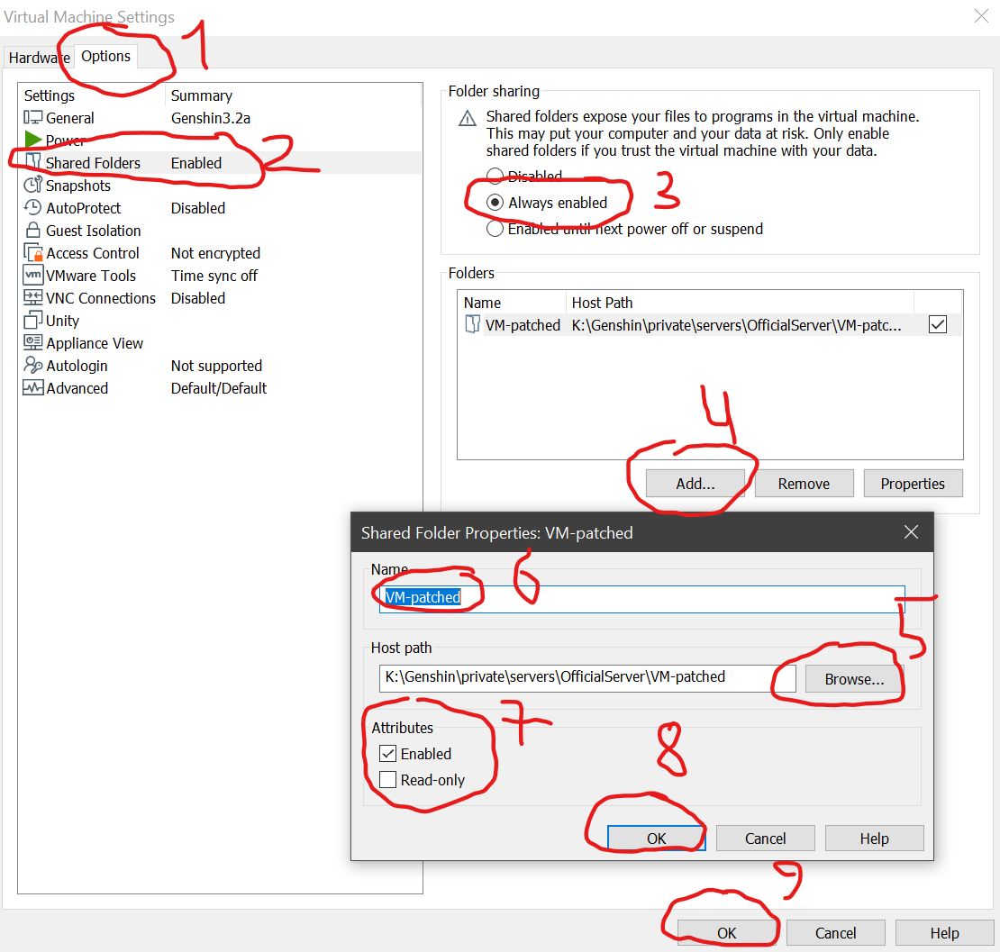 Virtual Machine Settings
1
Hardware Options
Settings Summary
General Genshin3.2a
Power
2
Shared Folders Enabled
Snapshots
AutoProtect Disabled
Guest Isolation
Access Control Not encrypted
vm VMware Tools Time sync off
VNC Connections Disabled
Unity
Appliance View
Autologin Not supported
Advanced Default/Default
Folder sharing
Shared folders expose your files to programs in the virtual machine.
This may put your computer and your data at risk. Only enable
shared folders if you trust the virtual machine with your data.
Disabled
3
Always enabled
Enabled until next power off or suspend
Folders
Name Host Path
VM-patched K:\Genshin\private\servers\OfficialServer\VM-patc...
4
Add... Remove Properties
Shared Folder Properties: VM-patched
Name
6
VM-patched
5
Host path
K:\Genshin\private\servers\OfficialServer\VM-patched Browse...
7
Attributes
8
Enabled
Read-only
OK Cancel Help
9
OK Cancel Help